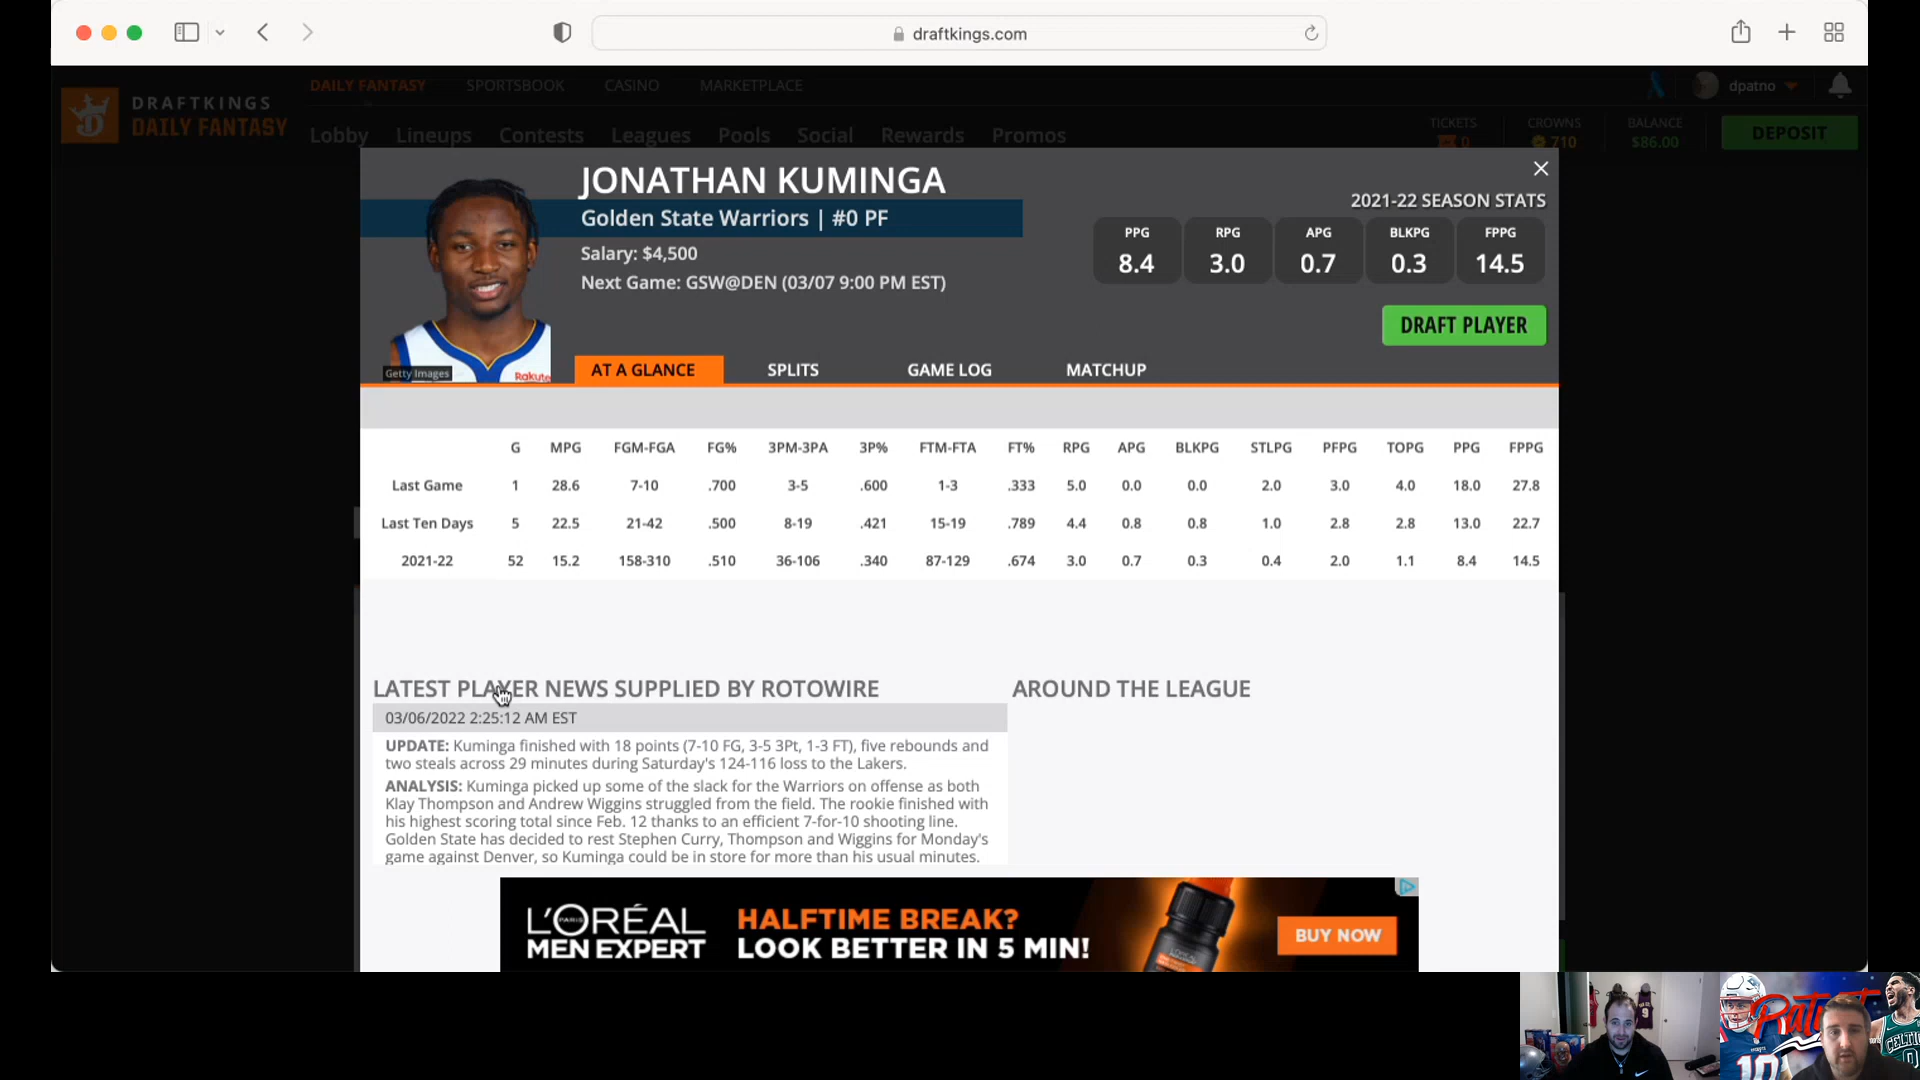 draftkings.com
DAILY FANTASY SPORTSBOOK CASINO MARKETPLACE
dpatno
DRAFTKINGS
DAILY FANTASY
Lobby Lineups Contests Leagues Pools Social Rewards Promos
TICKETS CROWNS BALANCE
0 710 $86.00
DEPOSIT
JONATHAN KUMINGA
Golden State Warriors | #0 PF
Salary: $4,500
Next Game: GSW@DEN (03/07 9:00 PM EST)
2021-22 SEASON STATS
PPG RPG APG BLKPG FPPG
8.4 3.0 0.7 0.3 14.5
DRAFT PLAYER
Getty Images
Rakute
AT A GLANCE SPLITS GAME LOG MATCHUP
G MPG FGM-FGA FG% 3PM-3PA 3P% FTM-FTA FT% RPG APG BLKPG STLPG PFPG TOPG PPG FPPG
Last Game 1 28.6 7-10 .700 3-5 .600 1-3 .333 5.0 0.0 0.0 2.0 3.0 4.0 18.0 27.8
Last Ten Days 5 22.5 21-42 .500 8-19 .421 15-19 .789 4.4 0.8 0.8 1.0 2.8 2.8 13.0 22.7
2021-22 52 15.2 158-310 .510 36-106 .340 87-129 .674 3.0 0.7 0.3 0.4 2.0 1.1 8.4 14.5
LATEST PLAYER NEWS SUPPLIED BY ROTOWIRE
03/06/2022 2:25:12 AM EST
UPDATE: Kuminga finished with 18 points (7-10 FG, 3-5 3Pt, 1-3 FT), five rebounds and
two steals across 29 minutes during Saturday's 124-116 loss to the Lakers.
ANALYSIS: Kuminga picked up some of the slack for the Warriors on offense as both
Klay Thompson and Andrew Wiggins struggled from the field. The rookie finished with
his highest scoring total since Feb. 12 thanks to an efficient 7-for-10 shooting line.
Golden State has decided to rest Stephen Curry, Thompson and Wiggins for Monday's
game against Denver, so Kuminga could be in store for more than his usual minutes.
AROUND THE LEAGUE
L'ORÉAL
PARIS
MEN EXPERT
HALFTIME BREAK?
LOOK BETTER IN 5 MIN!
BUY NOW
9
10
CELTIC
0